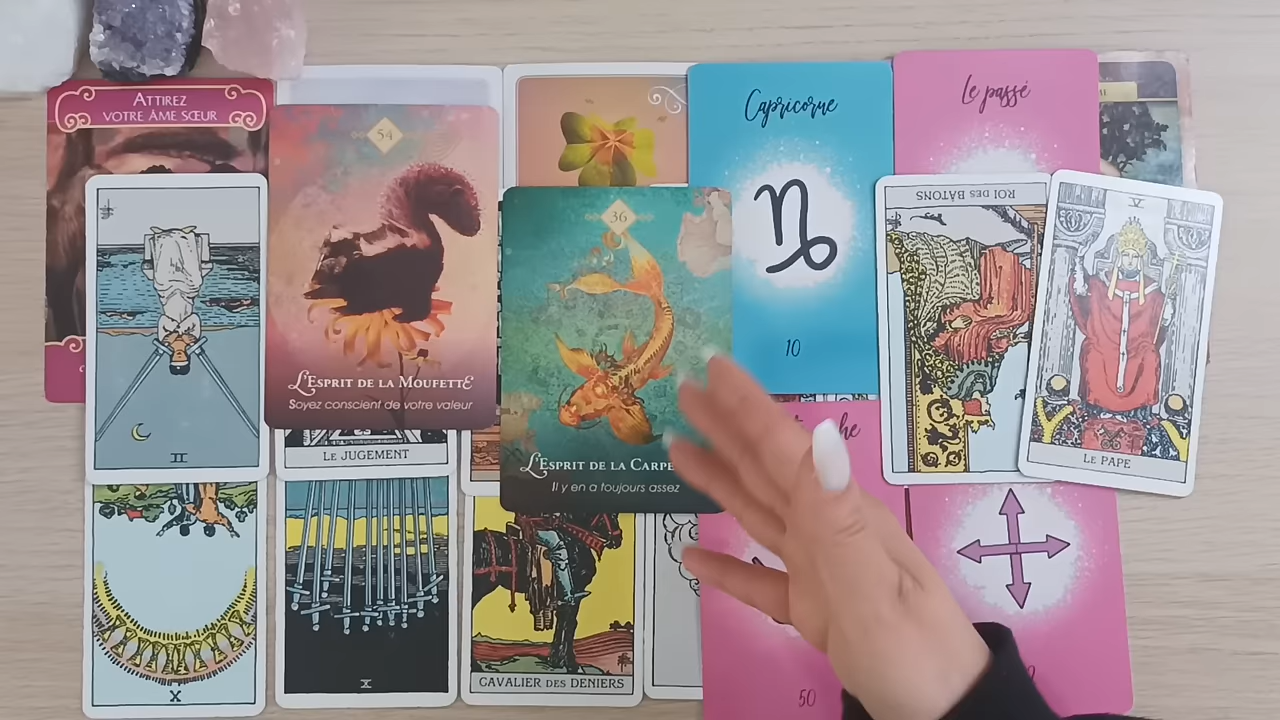 ATTIREZ
VOTRE ÂME SŒUR
54
L'ESPRIT DE LA MOUFETTE
Soyez conscient de votre valeur
36
L'ESPRIT DE LA CARPE
Il y en a toujours assez
Capricorne
10
Le passé
ROI DES BÂTONS
V
LE PAPE
II
LE JUGEMENT
X
X
CAVALIER DES DENIERS
50